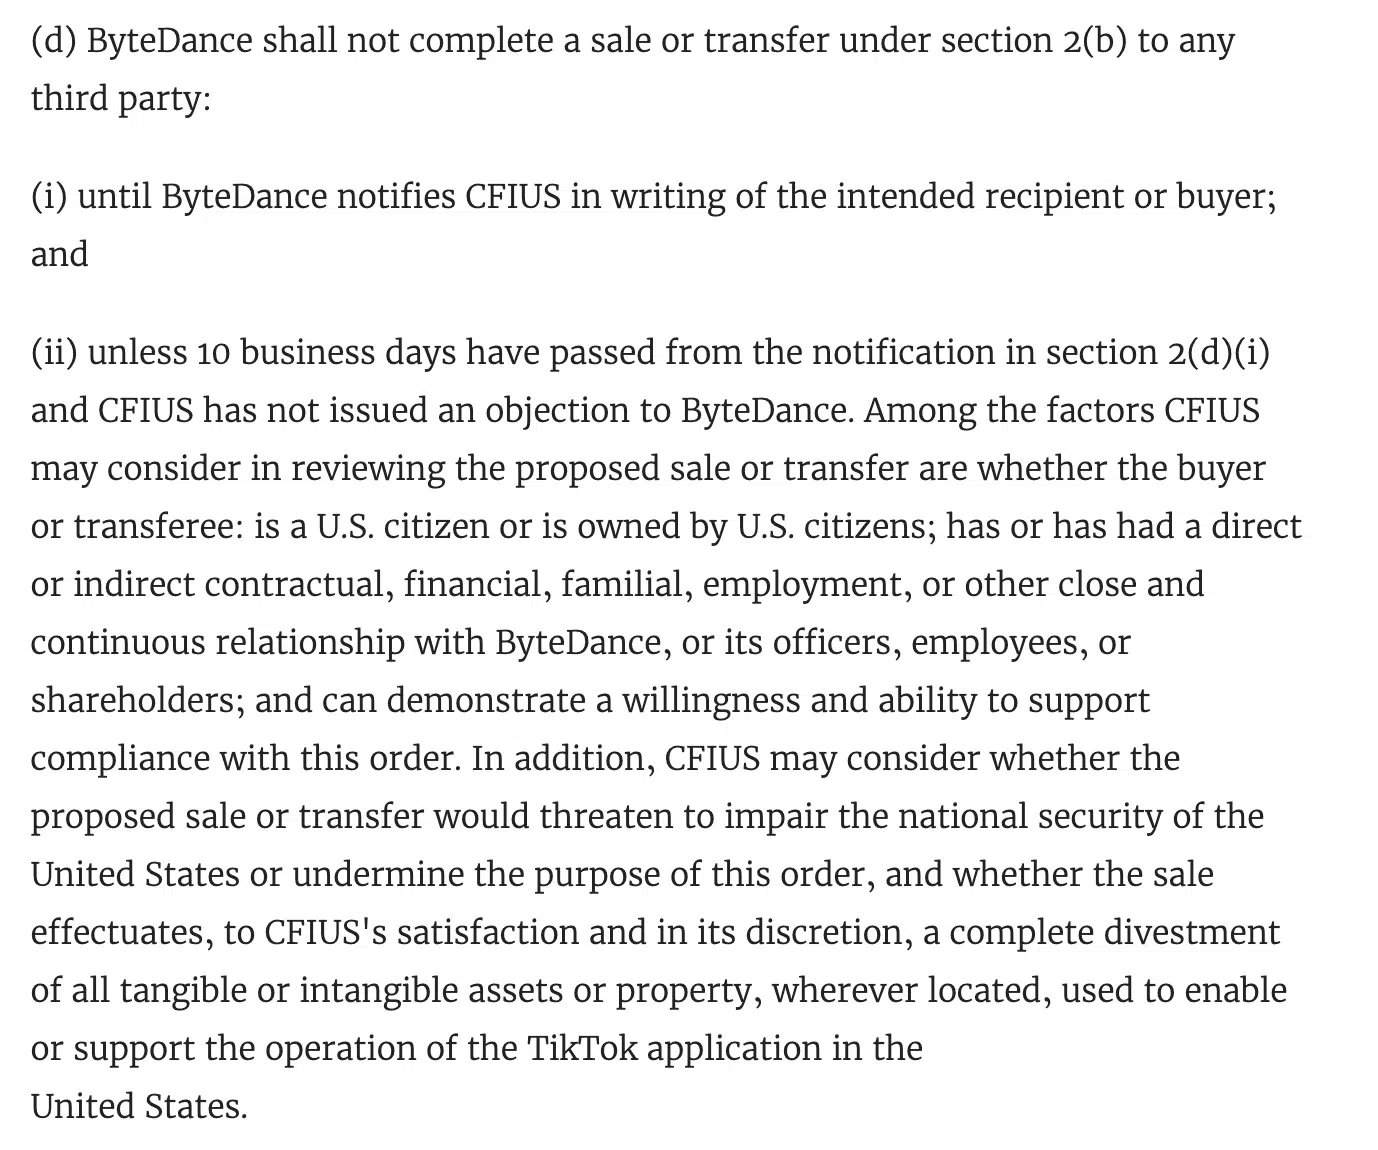 (d) ByteDance shall not complete a sale or transfer under section 2(b) to any
third party:
(i) until ByteDance notifies CFIUS in writing of the intended recipient or buyer;
and
(ii) unless 10 business days have passed from the notification in section 2(d)(i)
and CFIUS has not issued an objection to ByteDance. Among the factors CFIUS
may consider in reviewing the proposed sale or transfer are whether the buyer
or transferee: is a U.S. citizen or is owned by U.S. citizens; has or has had a direct
or indirect contractual, financial, familial, employment, or other close and
continuous relationship with ByteDance, or its officers, employees, or
shareholders; and can demonstrate a willingness and ability to support
compliance with this order. In addition, CFIUS may consider whether the
proposed sale or transfer would threaten to impair the national security of the
United States or undermine the purpose of this order, and whether the sale
effectuates, to CFIUS's satisfaction and in its discretion, a complete divestment
of all tangible or intangible assets or property, wherever located, used to enable
or support the operation of the TikTok application in the
United States.